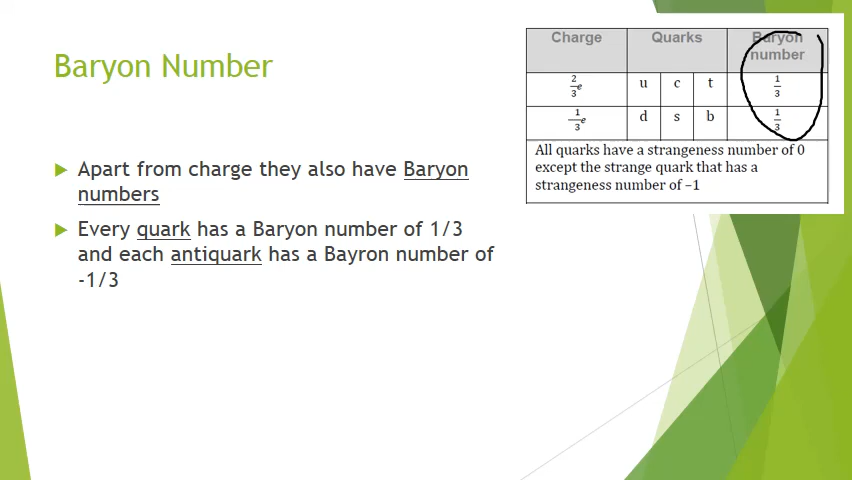 Baryon Number
Apart from charge they also have Baryon
numbers
Every quark has a Baryon number of 1/3
and each antiquark has a Bayron number of
-1/3
Charge Quarks Baryon
number
2/3 e u c t 1/3
-1/3 e d s b 1/3
All quarks have a strangeness number of 0
except the strange quark that has a
strangeness number of –1